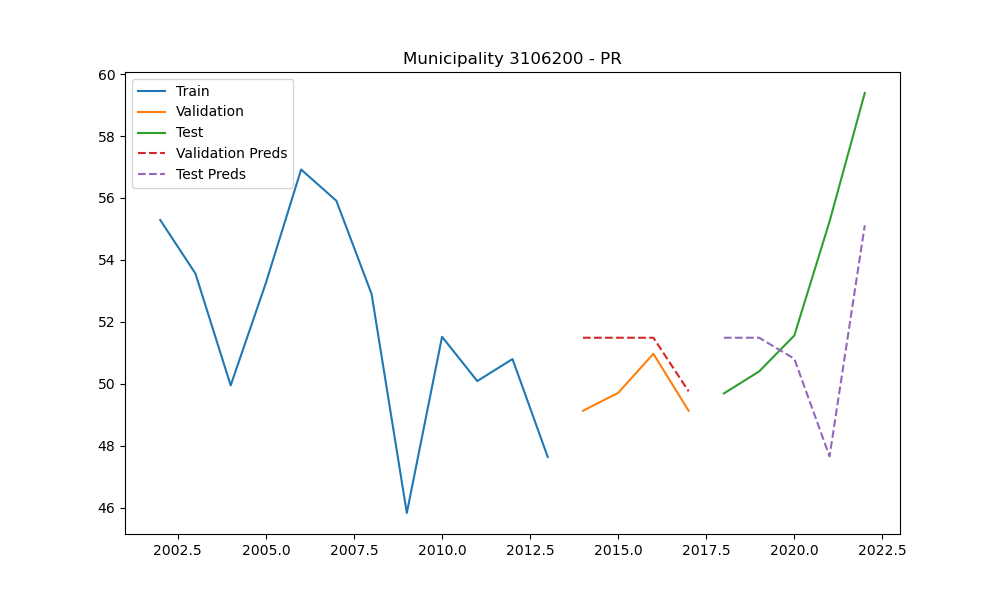 Municipality 3106200 - PR
Train
Validation
Test
Validation Preds
Test Preds
60
58
56
54
52
50
48
46
2002.5 2005.0 2007.5 2010.0 2012.5 2015.0 2017.5 2020.0 2022.5